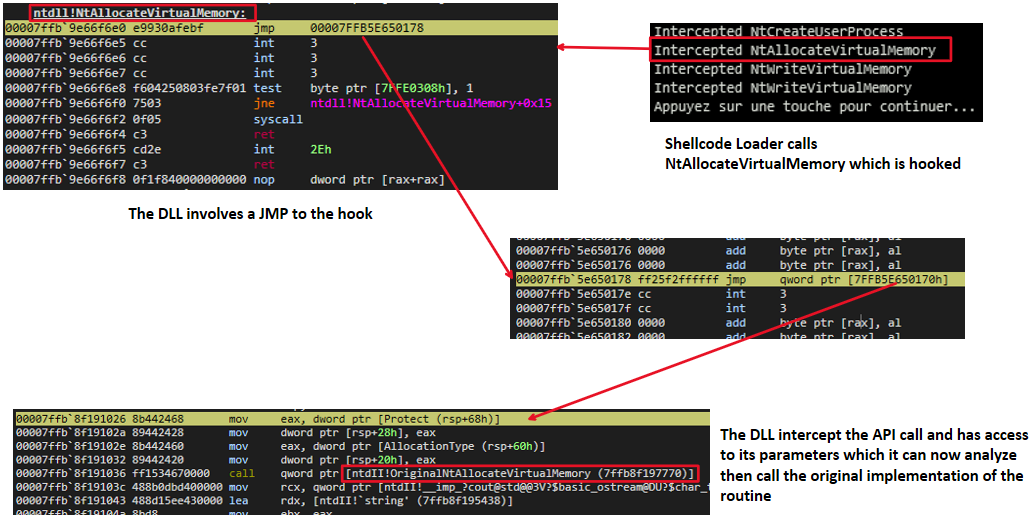 ntdll!NtAllocateVirtualMemory:
00007ffb`9e66f6e0 e9930afebf jmp 00007FFB5E650178
00007ffb`9e66f6e5 cc int 3
00007ffb`9e66f6e6 cc int 3
00007ffb`9e66f6e7 cc int 3
00007ffb`9e66f6e8 f604250803fe7f01 test byte ptr [7FFE0308h], 1
00007ffb`9e66f6f0 7503 jne ntdll!NtAllocateVirtualMemory+0x15
00007ffb`9e66f6f2 0f05 syscall
00007ffb`9e66f6f4 c3 ret
00007ffb`9e66f6f5 cd2e int 2Eh
00007ffb`9e66f6f7 c3 ret
00007ffb`9e66f6f8 0f1f840000000000 nop dword ptr [rax+rax]
Intercepted NtCreateUserProcess
Intercepted NtAllocateVirtualMemory
Intercepted NtWriteVirtualMemory
Intercepted NtWriteVirtualMemory
Appuyez sur une touche pour continuer...
Shellcode Loader calls
NtAllocateVirtualMemory which is hooked
The DLL involves a JMP to the hook
00007ffb`5e650176 0000 add byte ptr [rax], al
00007ffb`5e650176 0000 add byte ptr [rax], al
00007ffb`5e650178 ff25f2ffffff jmp qword ptr [7FFB5E650170h]
00007ffb`5e65017e cc int 3
00007ffb`5e65017f cc int 3
00007ffb`5e650180 0000 add byte ptr [rax], al
00007ffb`5e650182 0000 add byte ptr [rax], al
00007ffb`8f191026 8b442468 mov eax, dword ptr [Protect (rsp+68h)]
00007ffb`8f19102a 89442428 mov dword ptr [rsp+28h], eax
00007ffb`8f19102e 8b442460 mov eax, dword ptr [AllocationType (rsp+60h)]
00007ffb`8f191032 89442420 mov dword ptr [rsp+20h], eax
00007ffb`8f191036 ff1534670000 call qword ptr [ntdII!Original_NtAllocateVirtualMemory (7ffb8f197770)]
00007ffb`8f19103c 488b0dbd400000 mov rcx, qword ptr [ntdII!__imp_?cout@std@@3V?$basic_ostream@DU?$char_t
00007ffb`8f191043 488d15ee430000 lea rdx, [ntdII!`string' (7ffb8f195438)]
00007ffb`8f19104a 8bd8 mov ebx, eax
The DLL intercept the API call and has access
to its parameters which it can now analyze
then call the original implementation of the
routine